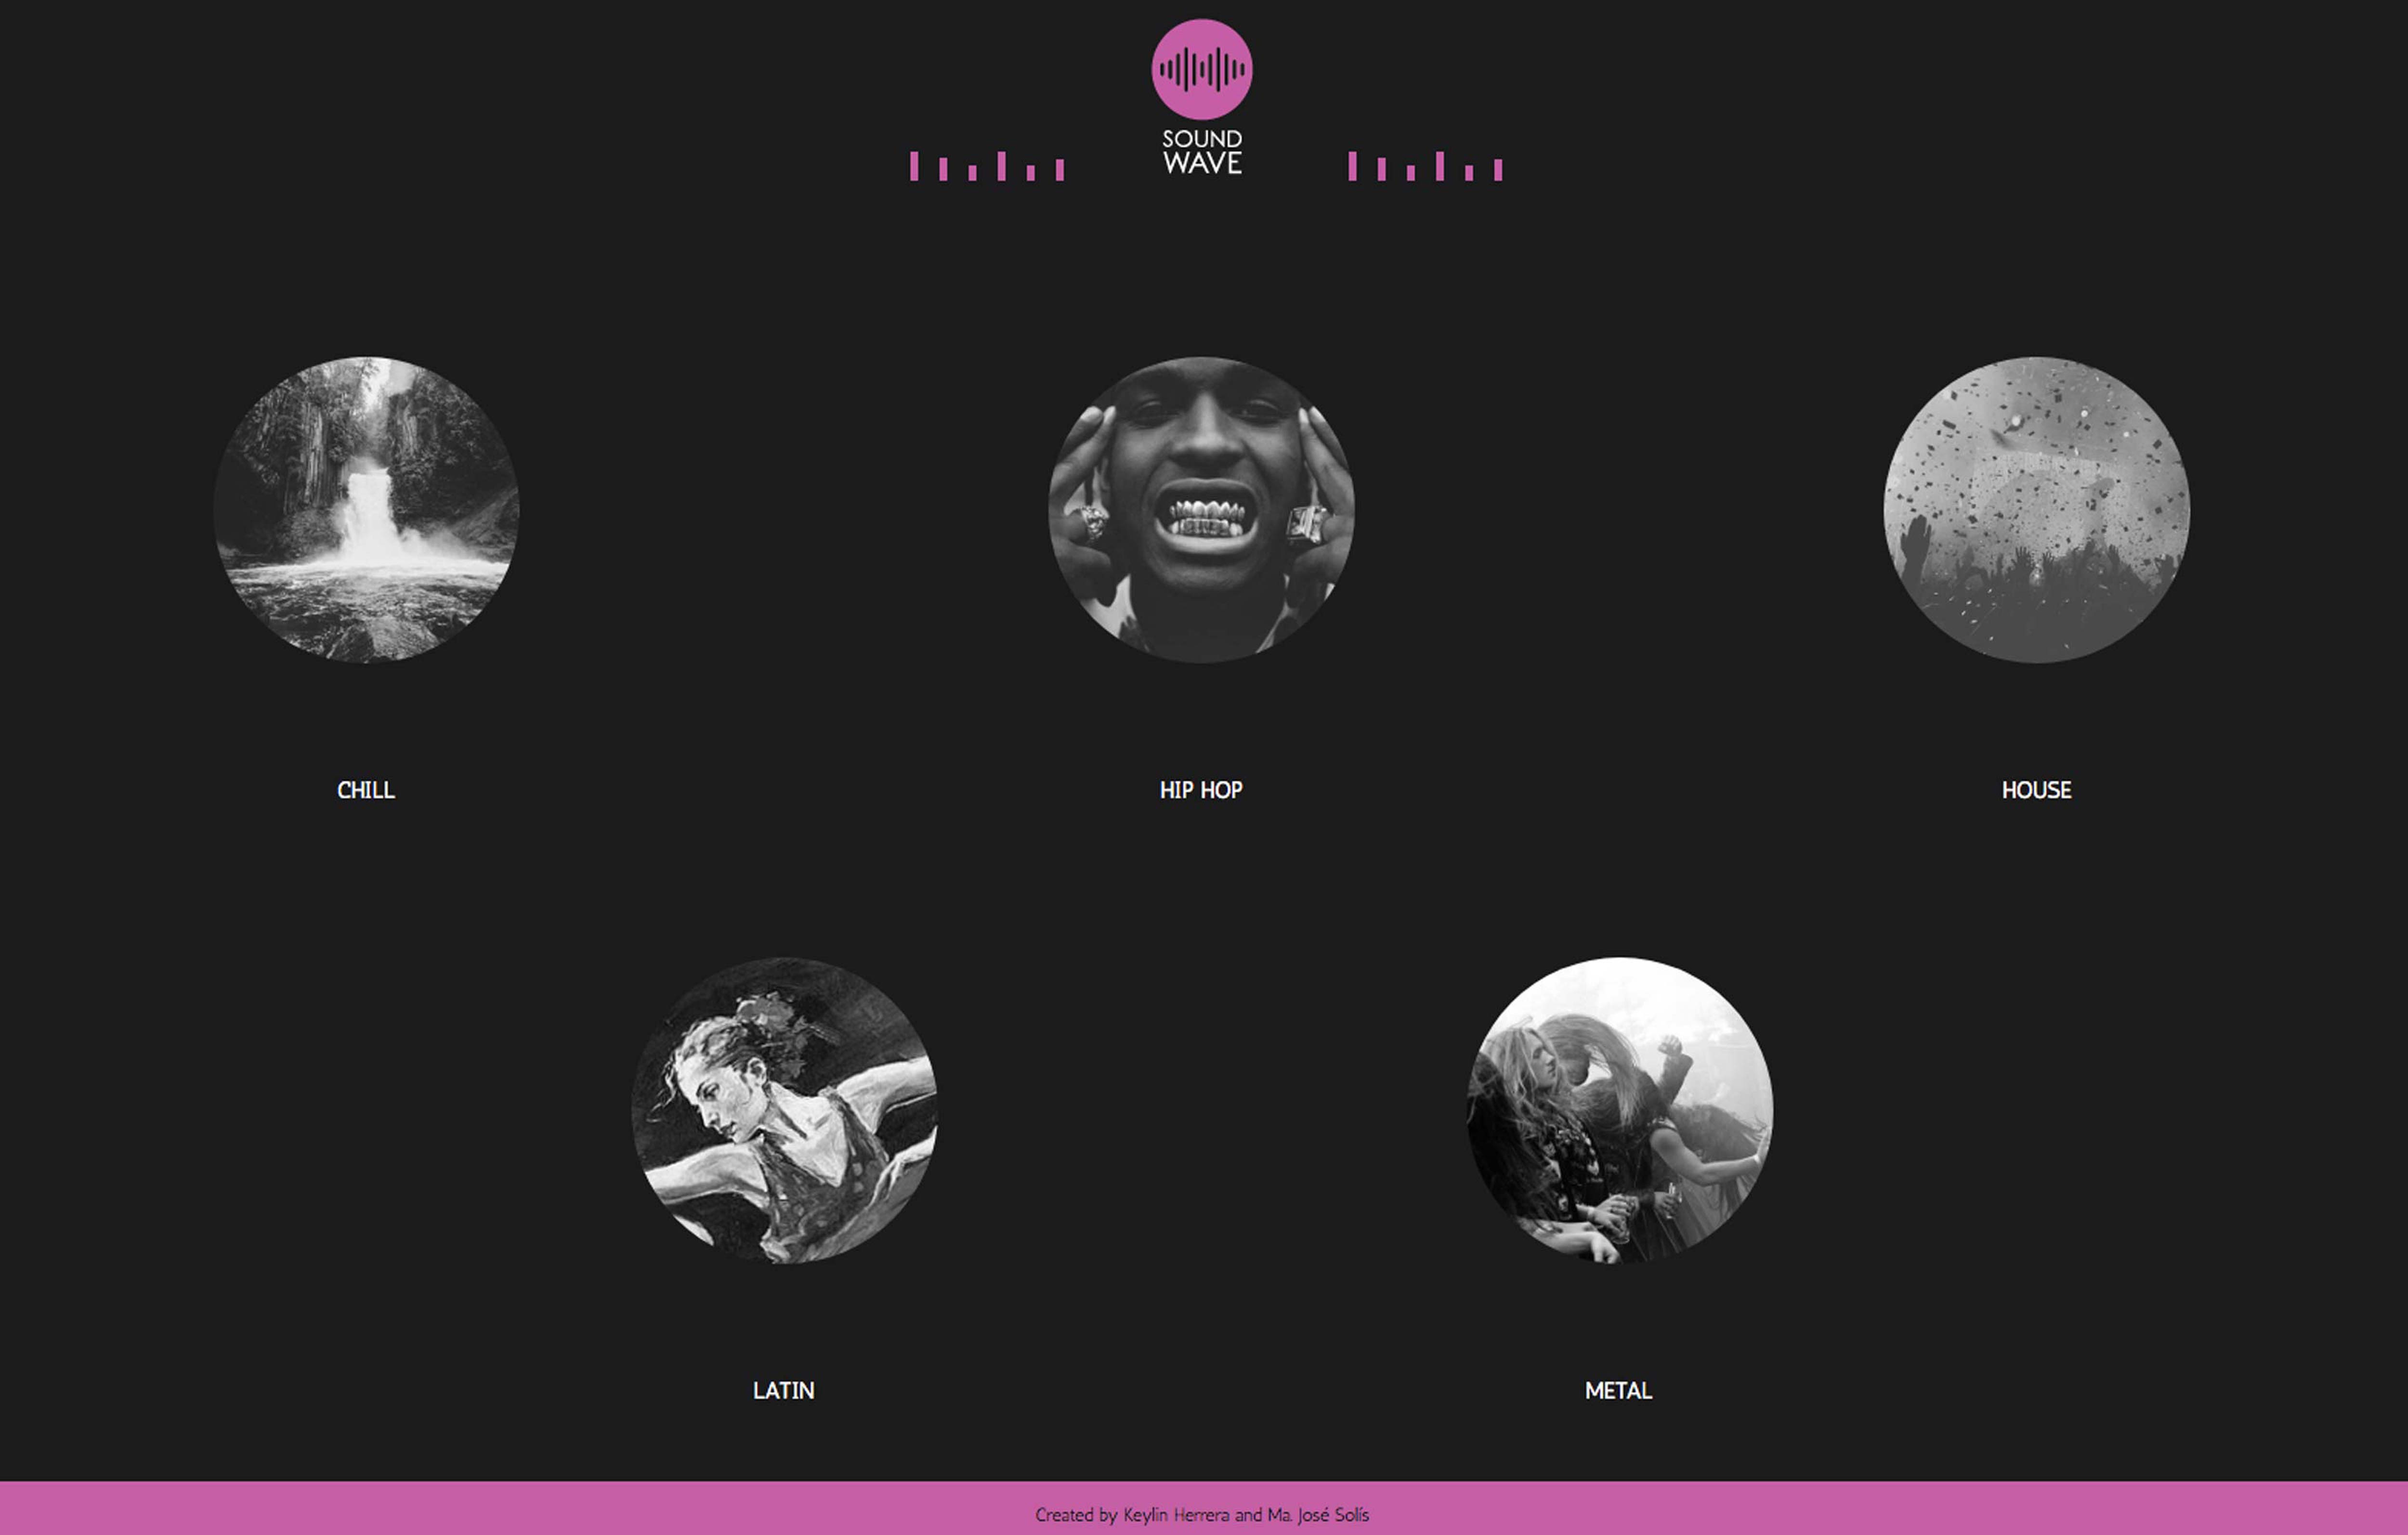 SOUND
WAVE
CHILL
HIP HOP
HOUSE
LATIN
METAL
Created by Keylin Herrera and Ma. José Solís